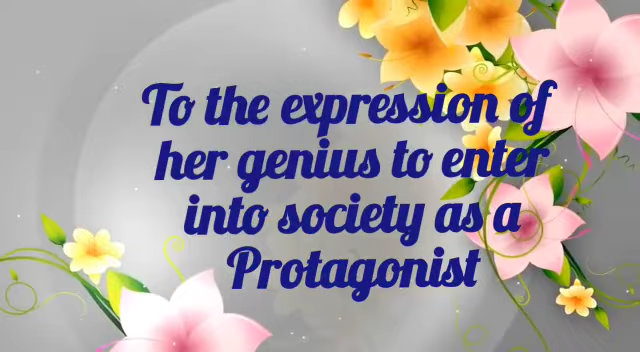 To the expression of
her genius to enter
into society as a
Protagonist